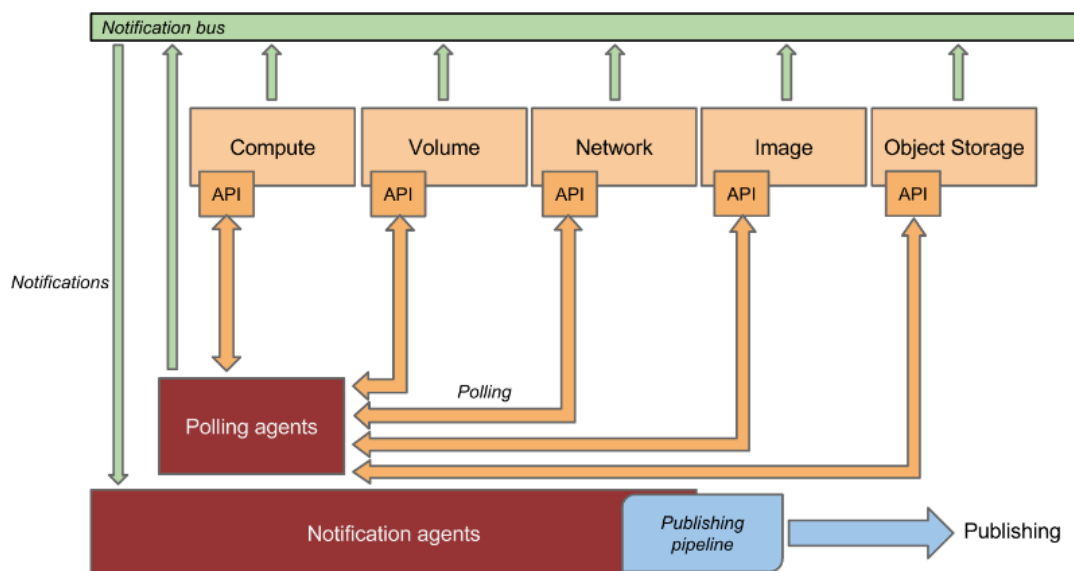 Notification bus
Compute
Volume
Network
Image
Object Storage
API
API
API
API
API
Notifications
Polling
Polling agents
Notification agents
Publishing
pipeline
Publishing